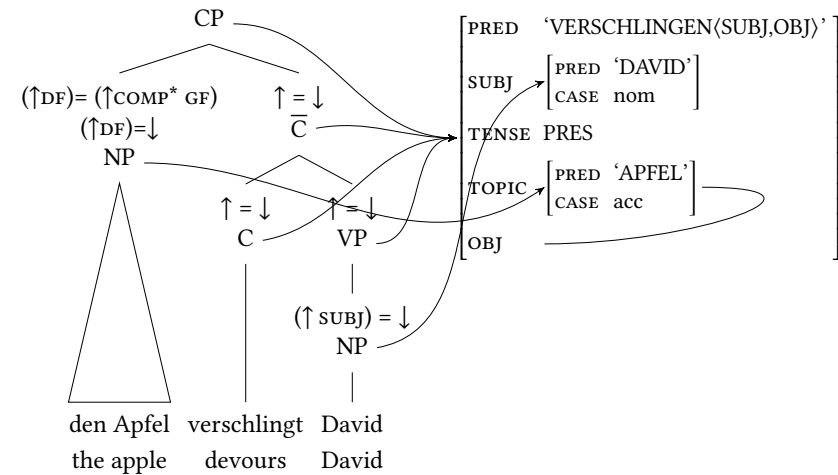 CP
(↑DF)= (↑COMP* GF)
(↑DF)=↓
NP
↑ = ↓
C̅
↑ = ↓
C
↑ = ↓
VP
(↑ SUBJ) = ↓
NP
den Apfel verschlingt David
the apple devours David
PRED ‘VERSCHLINGEN⟨SUBJ,OBJ⟩’
SUBJ
PRED ‘DAVID’
CASE nom
TENSE PRES
TOPIC
PRED ‘APFEL’
CASE acc
OBJ